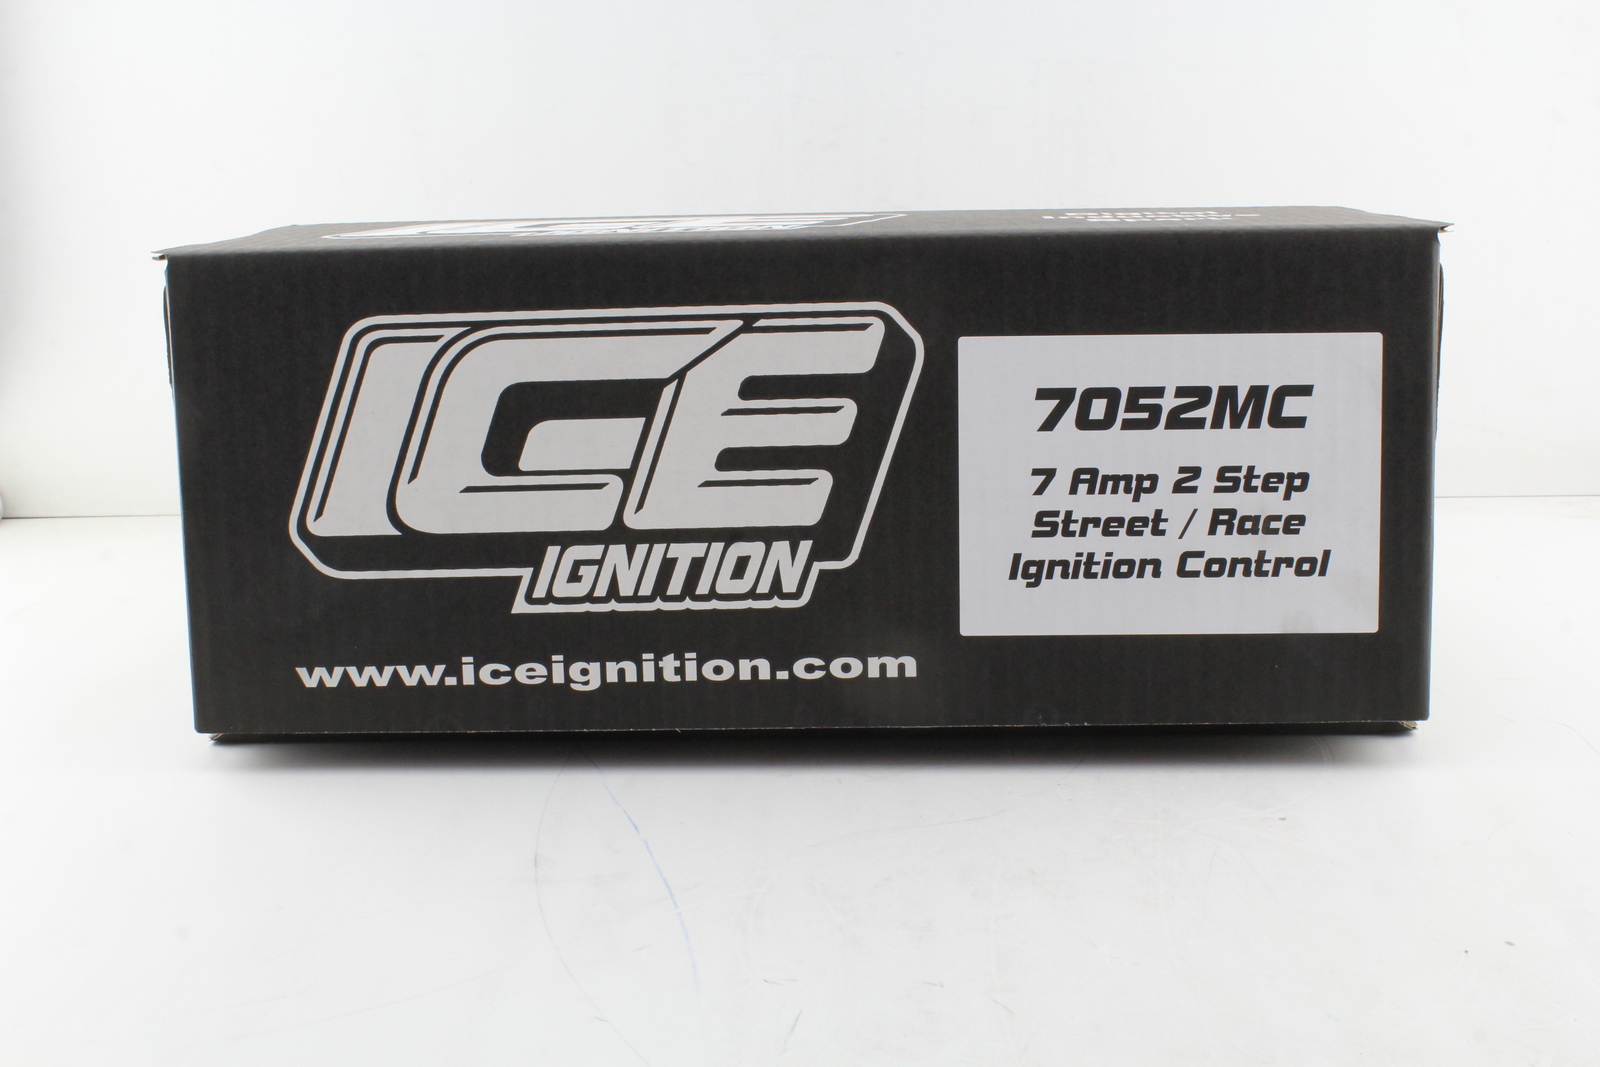 ICE
IGNITION
www.iceignition.com
7052MC
7 Amp 2 Step
Street / Race
Ignition Control